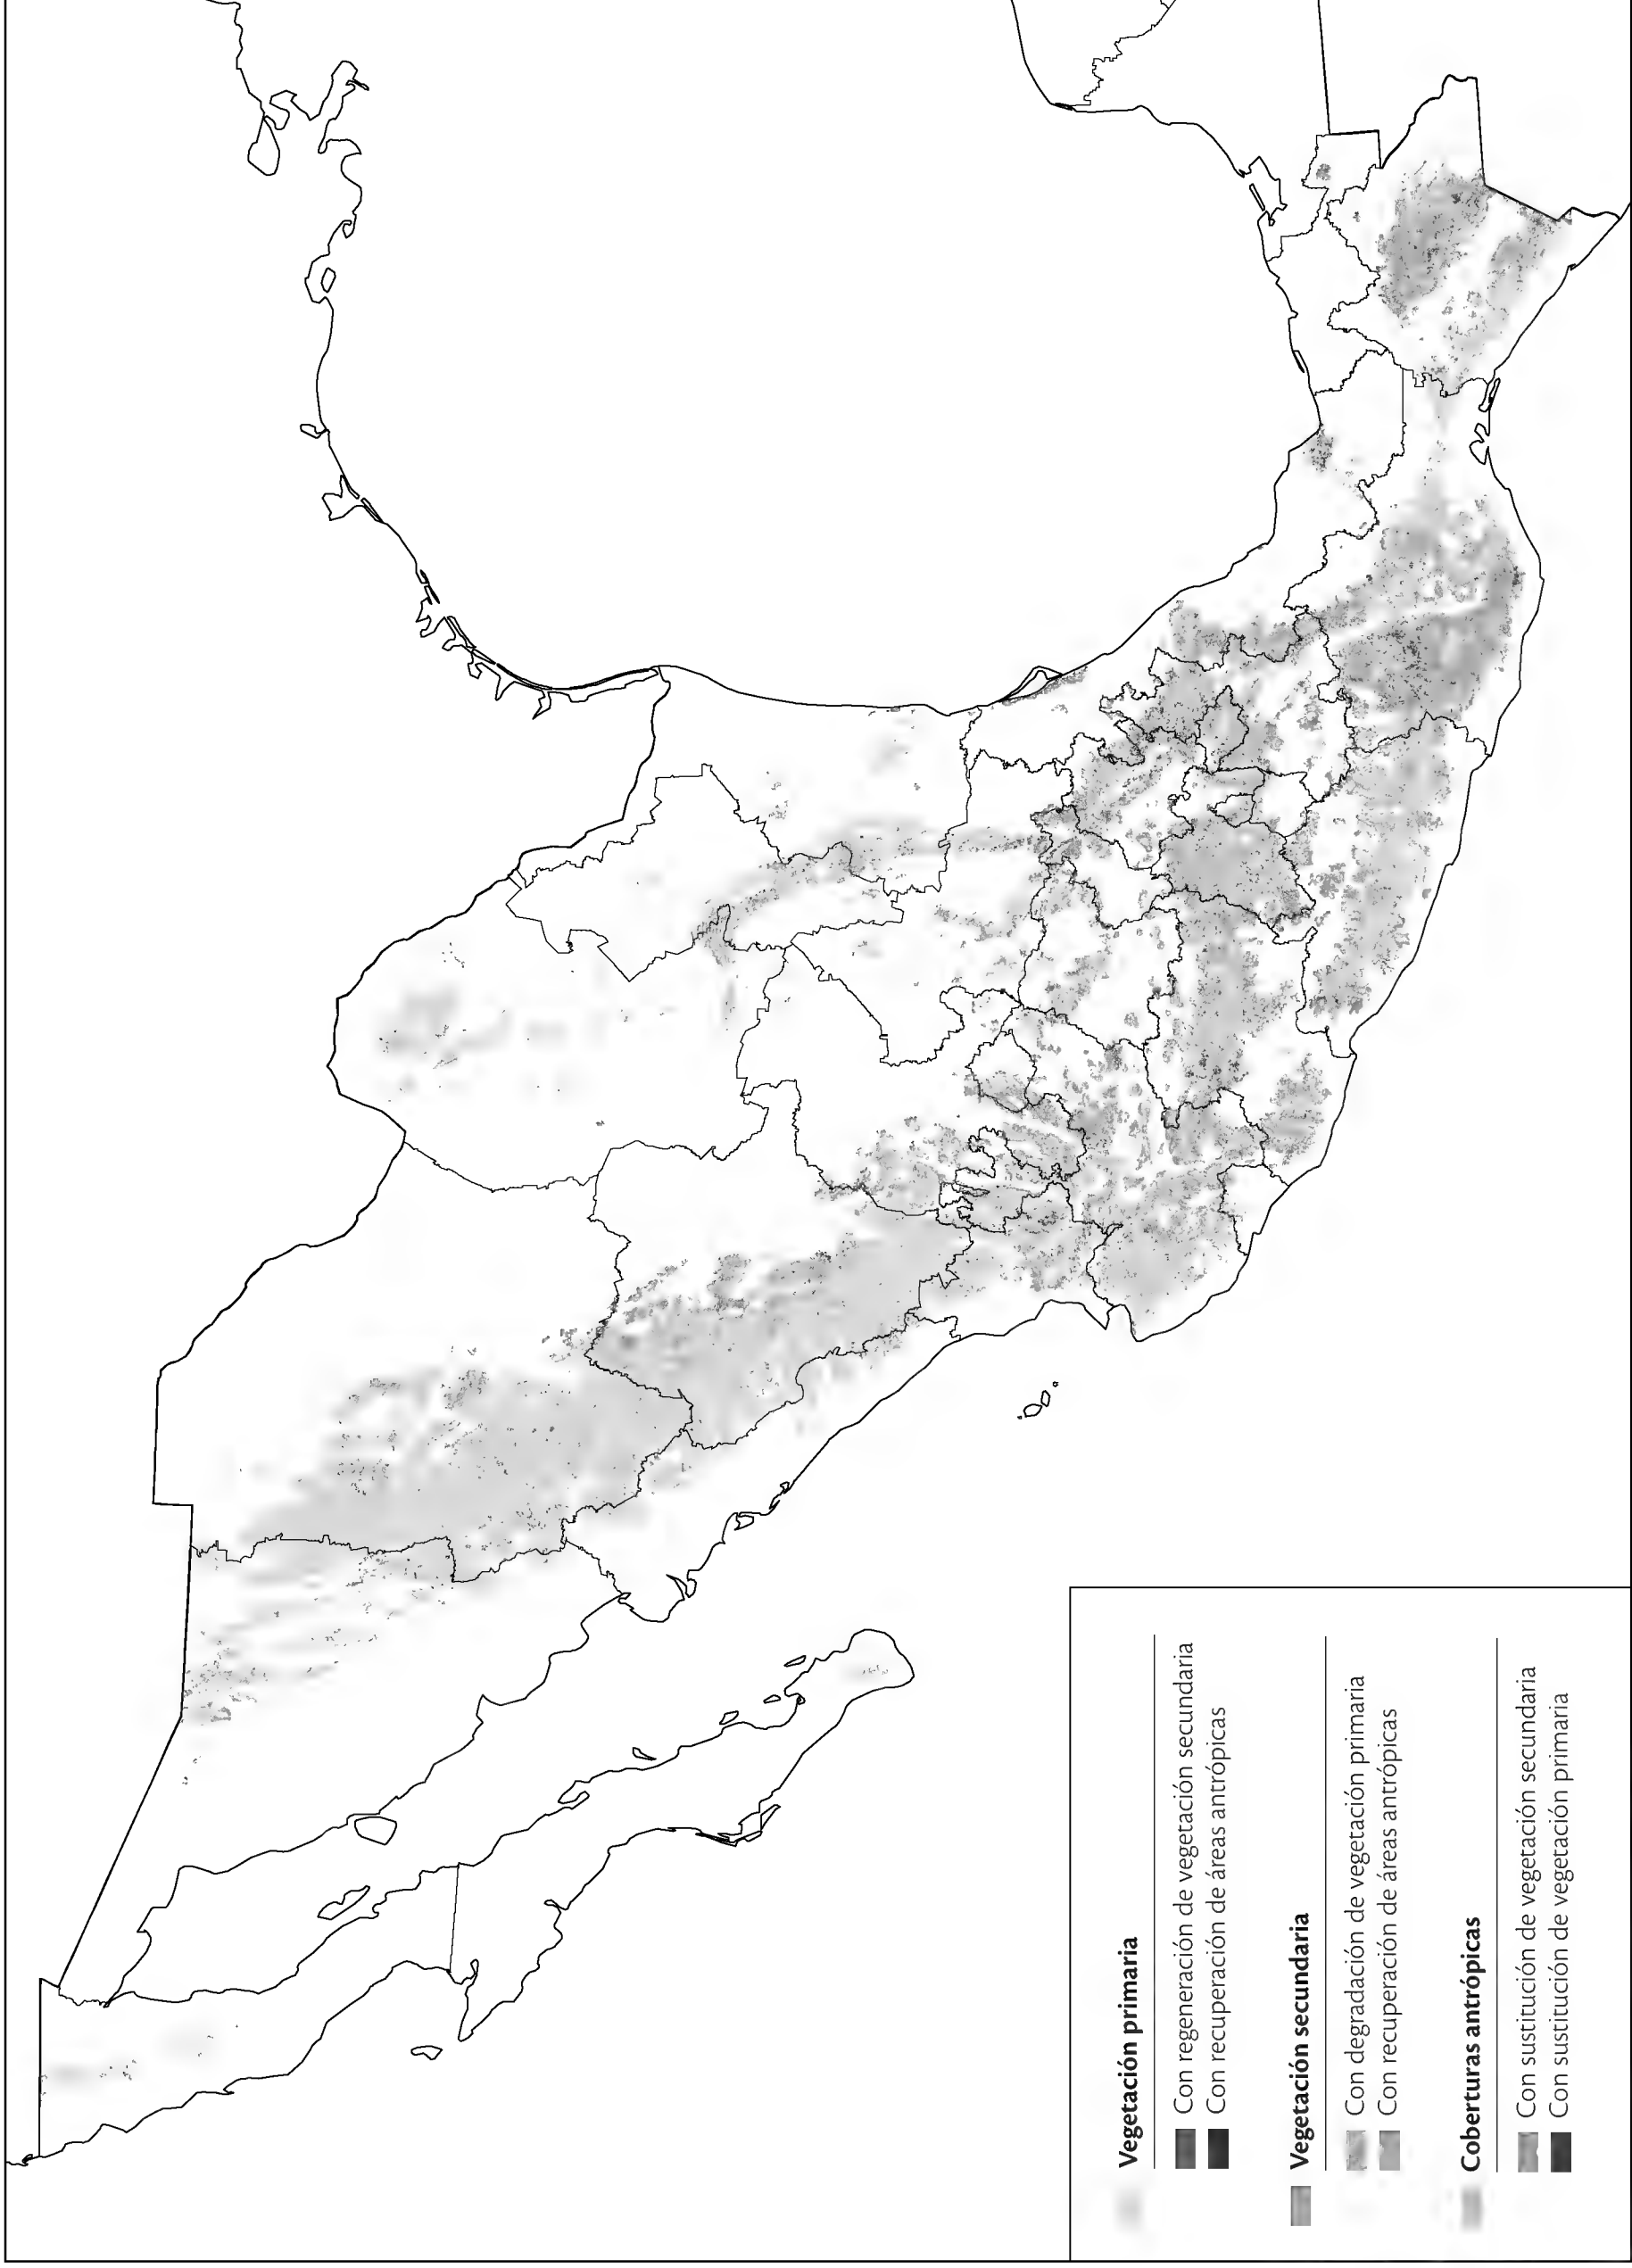 Vegetación primaria
Con regeneración de vegetación secundaria
Con recuperación de áreas antrópicas
Vegetación secundaria
Con degradación de vegetación primaria
Con recuperación de áreas antrópicas
Coberturas antrópicas
Con sustitución de vegetación secundaria
Con sustitución de vegetación primaria